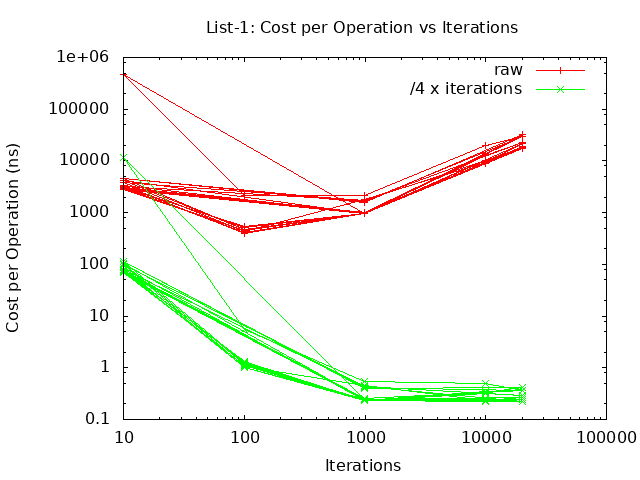 List-1: Cost per Operation vs Iterations
raw
/4 x iterations
Cost per Operation (ns)
1e+06
100000
10000
1000
100
10
1
0.1
10 100 1000 10000 100000
Iterations